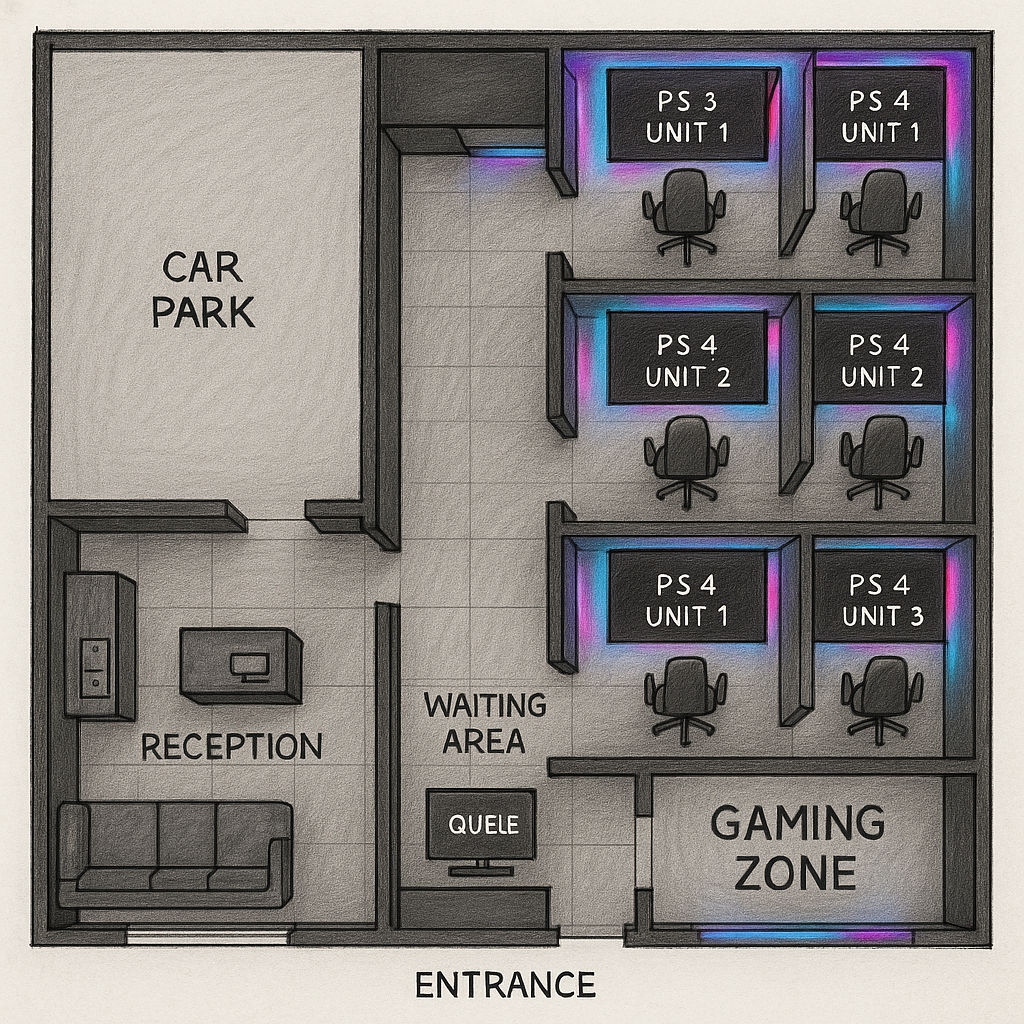 PS 3
UNIT 1
PS 4
UNIT 1
CAR
PARK
PS 4
UNIT 2
PS 4
UNIT 2
PS 4
UNIT 1
PS 4
UNIT 3
WAITING
AREA
RECEPTION
QUELE
GAMING
ZONE
ENTRANCE